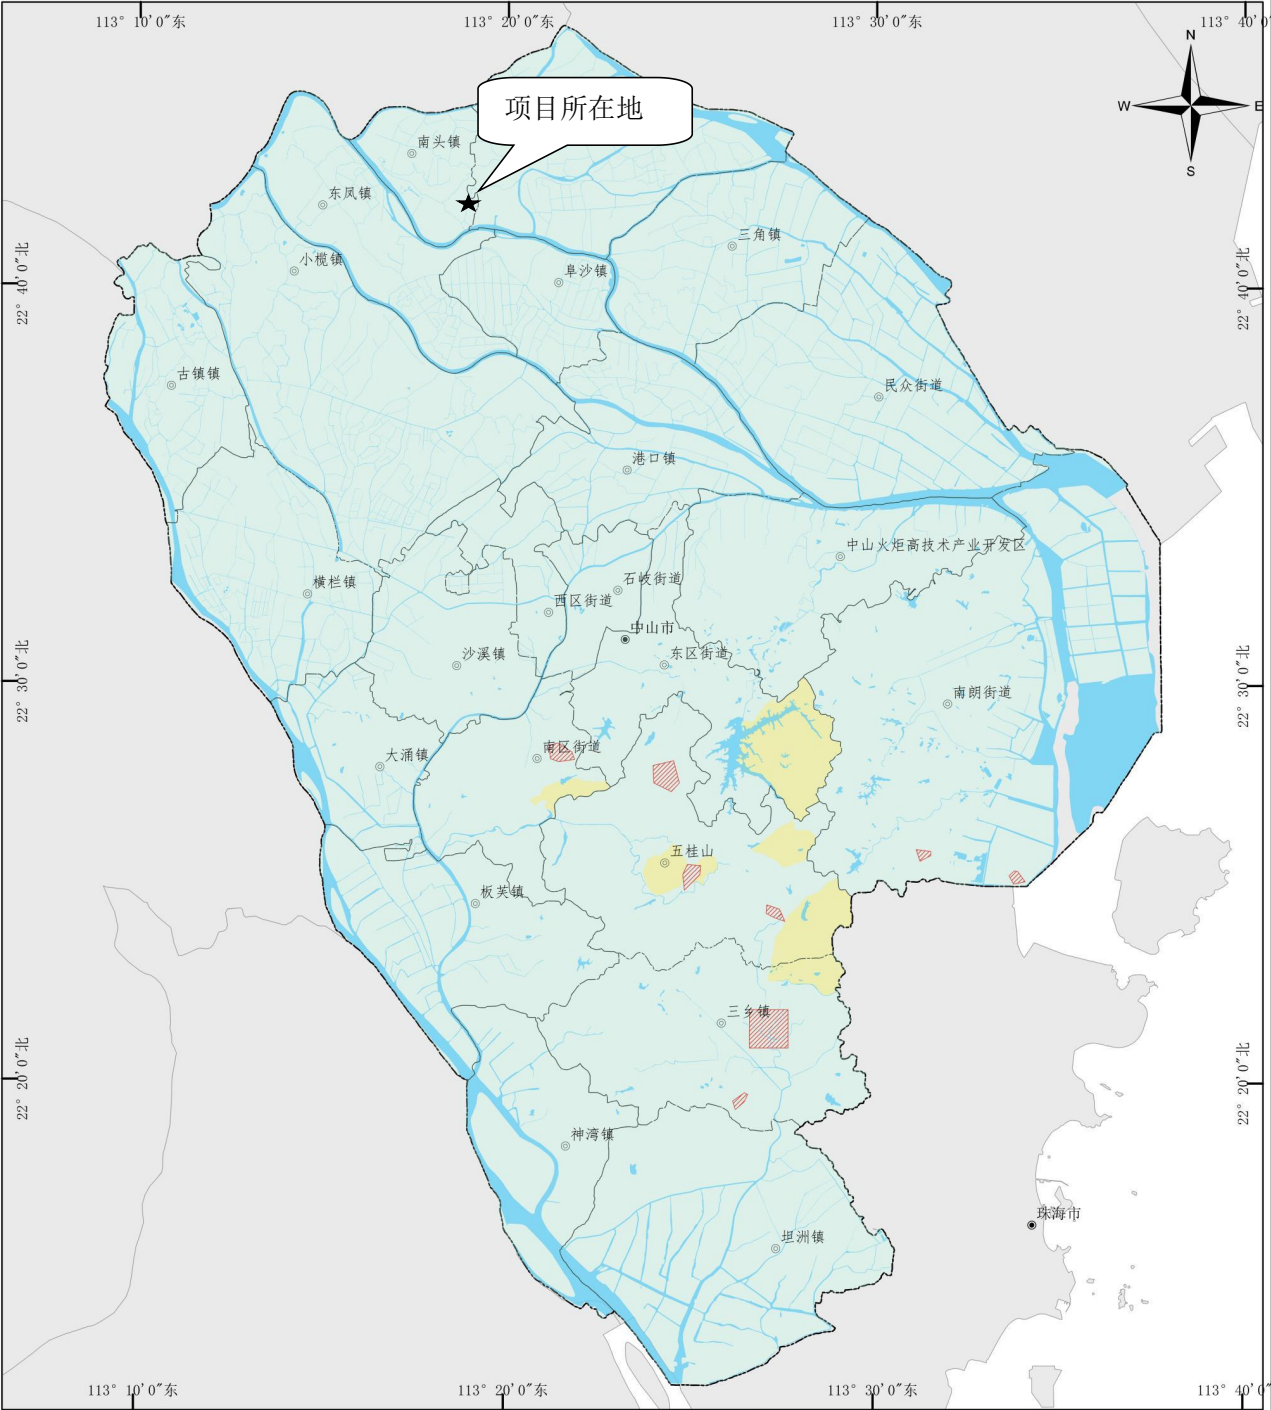 113° 10'0"东
113° 20'0"东
113° 30'0"东
113° 40'0"
N
W
E
S
项目所在地
南头镇
东凤镇
三角镇
小榄镇
阜沙镇
22° 40'0"北
22° 40'0"北
古镇镇
民众街道
港口镇
中山火炬高技术产业开发区
横栏镇
石岐街道
西区街道
中山市
沙溪镇
东区街道
22° 30'0"北
22° 30'0"北
南朗街道
大涌镇
南区街道
五桂山
板芙镇
三乡镇
22° 20'0"北
22° 20'0"北
神湾镇
珠海市
坦洲镇
113° 10'0"东
113° 20'0"东
113° 30'0"东
113° 40'0"